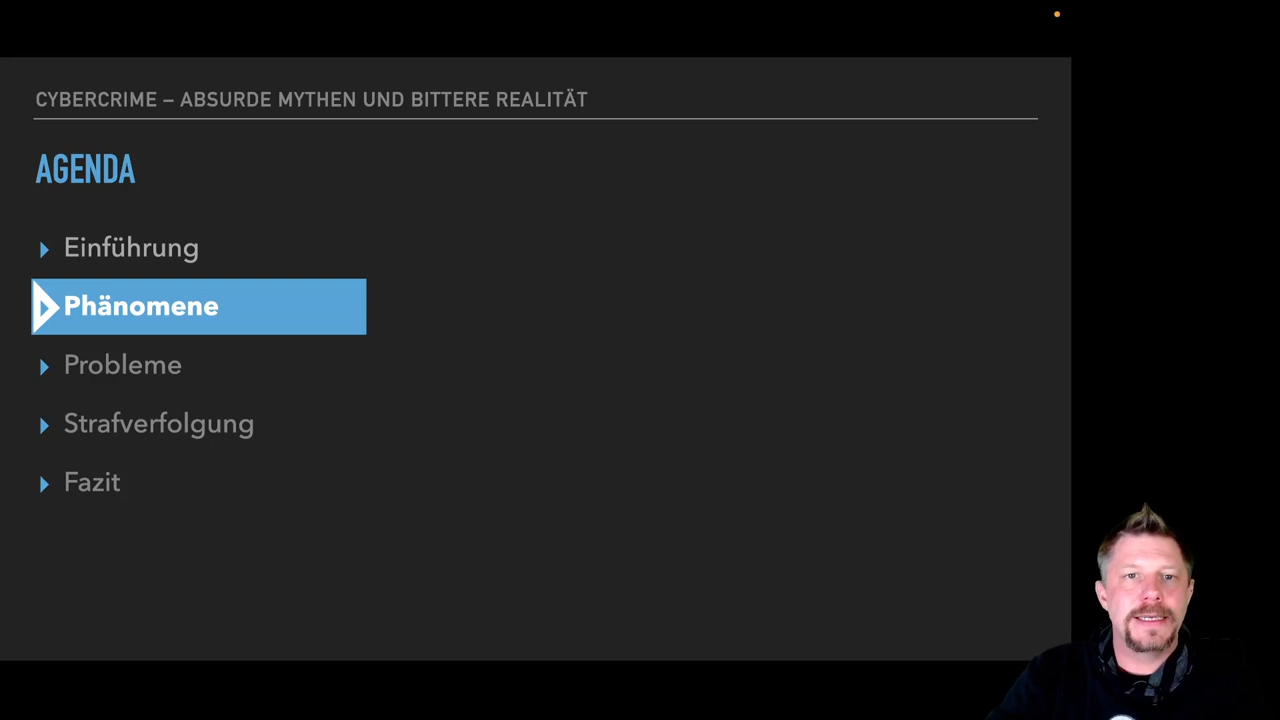 CYBERCRIME – ABSURDE MYTHEN UND BITTERE REALITÄT
AGENDA
Einführung
Phänomene
Probleme
Strafverfolgung
Fazit